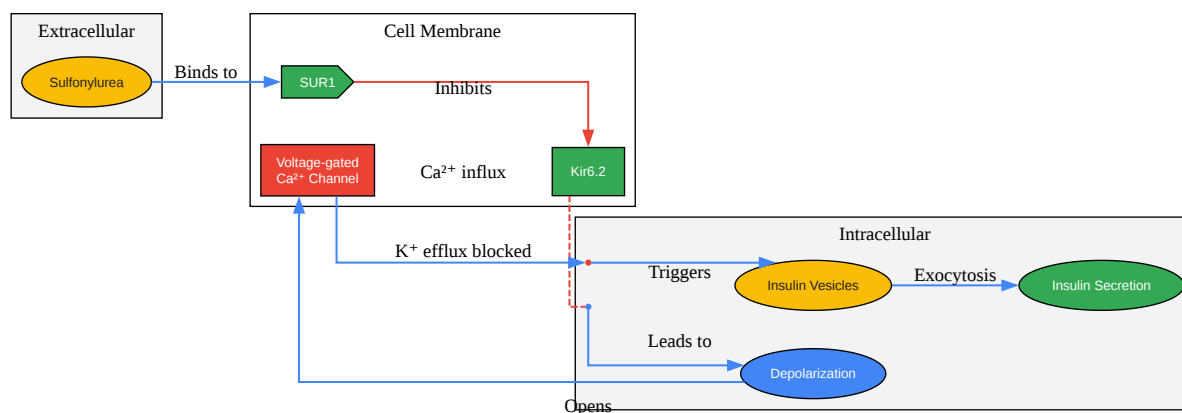 Extracellular
Sulfonylurea
Binds to
Cell Membrane
SUR1
Inhibits
Voltage-gated
Ca²⁺ Channel
Ca²⁺ influx
Kir6.2
K⁺ efflux blocked
Intracellular
Triggers
Insulin Vesicles
Exocytosis
Insulin Secretion
Leads to
Depolarization
Opens